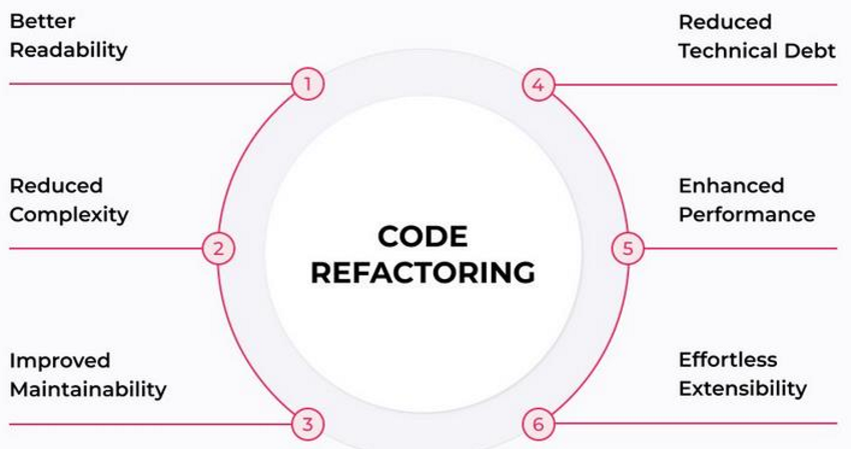 Better
Readability
1
Reduced
Complexity
2
Improved
Maintainability
3
CODE
REFACTORING
Reduced
Technical Debt
4
Enhanced
Performance
5
Effortless
Extensibility
6